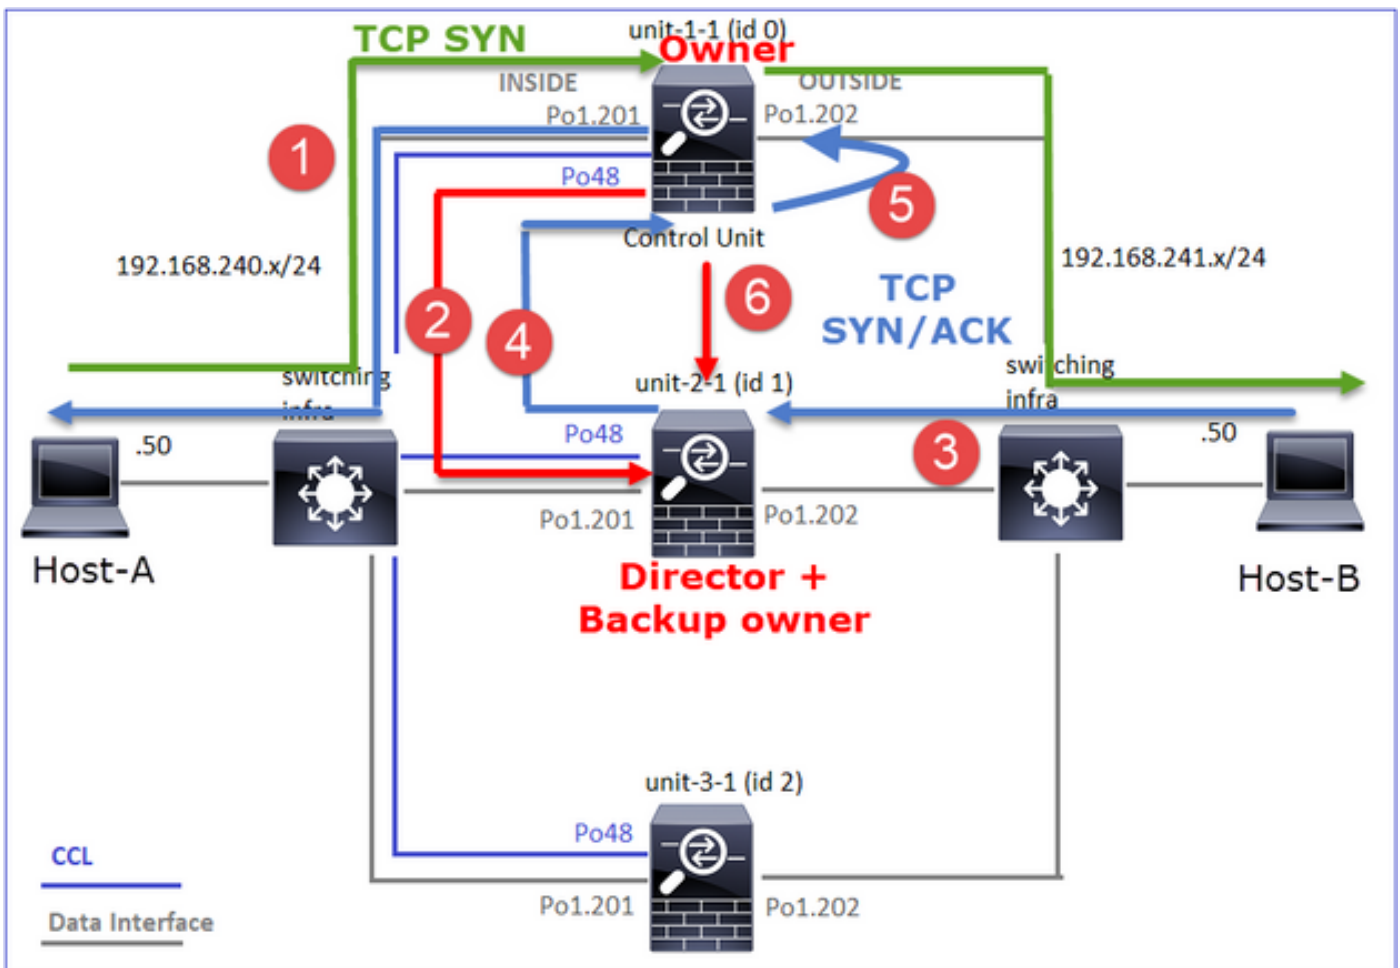 unit-1-1 (id 0)
TCP SYN
Owner
INSIDE
OUTSIDE
Po1.201
Po1.202
1
Po48
5
Control Unit
192.168.240.x/24
192.168.241.x/24
2
6
TCP
SYN/ACK
4
switching
infra
unit-2-1 (id 1)
switching
infra
.50
Po48
3
.50
Po1.201
Po1.202
Host-A
Director +
Backup owner
Host-B
unit-3-1 (id 2)
Po48
CCL
Po1.201
Po1.202
Data Interface